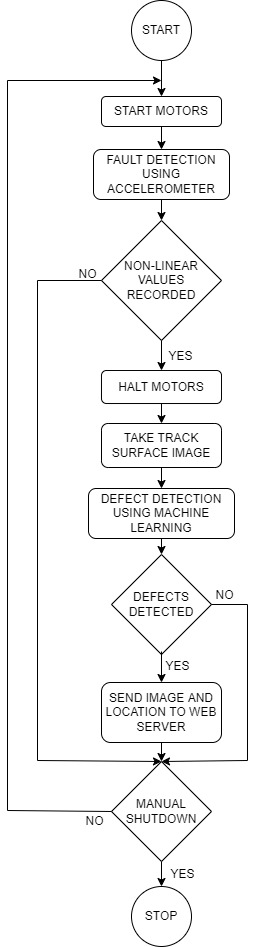 START
START MOTORS
FAULT DETECTION
USING
ACCELEROMETER
NO
NON-LINEAR
VALUES
RECORDED
YES
HALT MOTORS
TAKE TRACK
SURFACE IMAGE
DEFECT DETECTION
USING MACHINE
LEARNING
DEFECTS
DETECTED
NO
YES
SEND IMAGE AND
LOCATION TO WEB
SERVER
MANUAL
SHUTDOWN
NO
YES
STOP